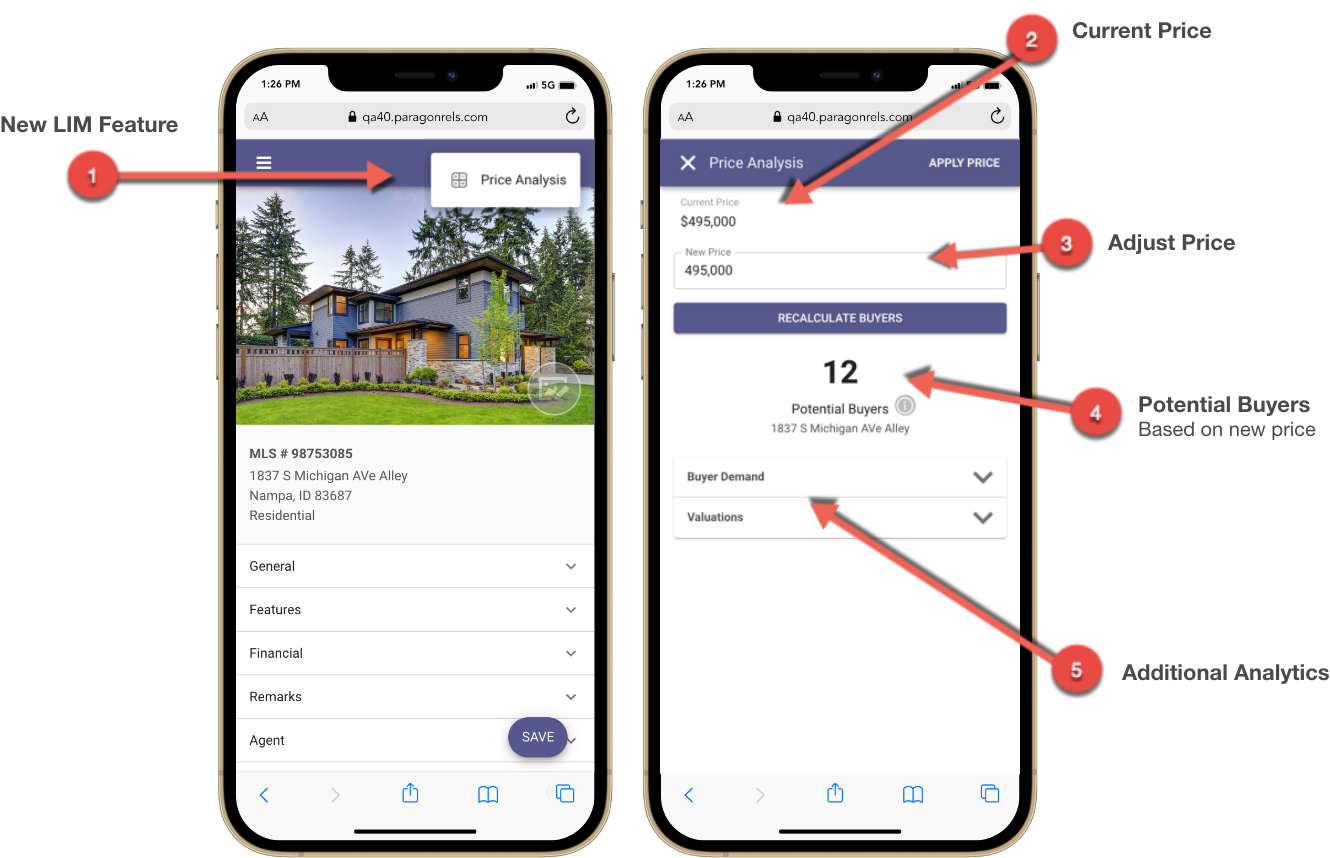 New LIM Feature
1
1:26 PM
5G
AA
qa40.paragonrels.com
Price Analysis
MLS # 98753085
1837 S Michigan AVe Alley
Nampa, ID 83687
Residential
General
Features
Financial
Remarks
Agent
SAVE
2
Current Price
1:26 PM
5G
AA
qa40.paragonrels.com
Price Analysis
APPLY PRICE
Current Price
$495,000
New Price
495,000
3
Adjust Price
RECALCULATE BUYERS
12
Potential Buyers
1837 S Michigan AVe Alley
4
Potential Buyers
Based on new price
Buyer Demand
Valuations
5
Additional Analytics